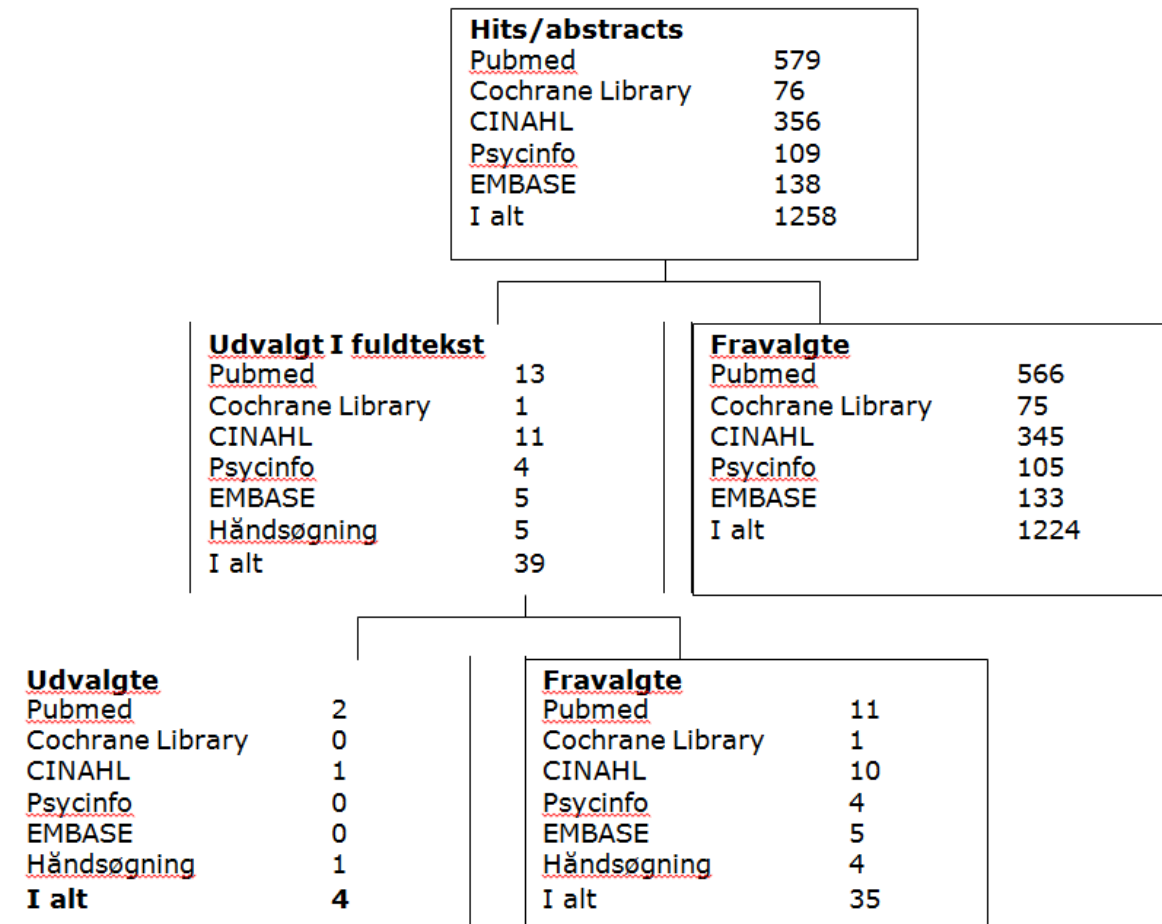 Hits/abstracts
Pubmed 579
Cochrane Library 76
CINAHL 356
Psycinfo 109
EMBASE 138
I alt 1258
Udvalgt I fuldtekst
Pubmed 13
Cochrane Library 1
CINAHL 11
Psycinfo 4
EMBASE 5
Hăndsøgning 5
I alt 39
Fravalgte
Pubmed 566
Cochrane Library 75
CINAHL 345
Psycinfo 105
EMBASE 133
I alt 1224
Udvalgte
Pubmed 2
Cochrane Library 0
CINAHL 1
Psycinfo 0
EMBASE 0
Hăndsøgning 1
I alt 4
Fravalgte
Pubmed 11
Cochrane Library 1
CINAHL 10
Psycinfo 4
EMBASE 5
Hăndsøgning 4
I alt 35